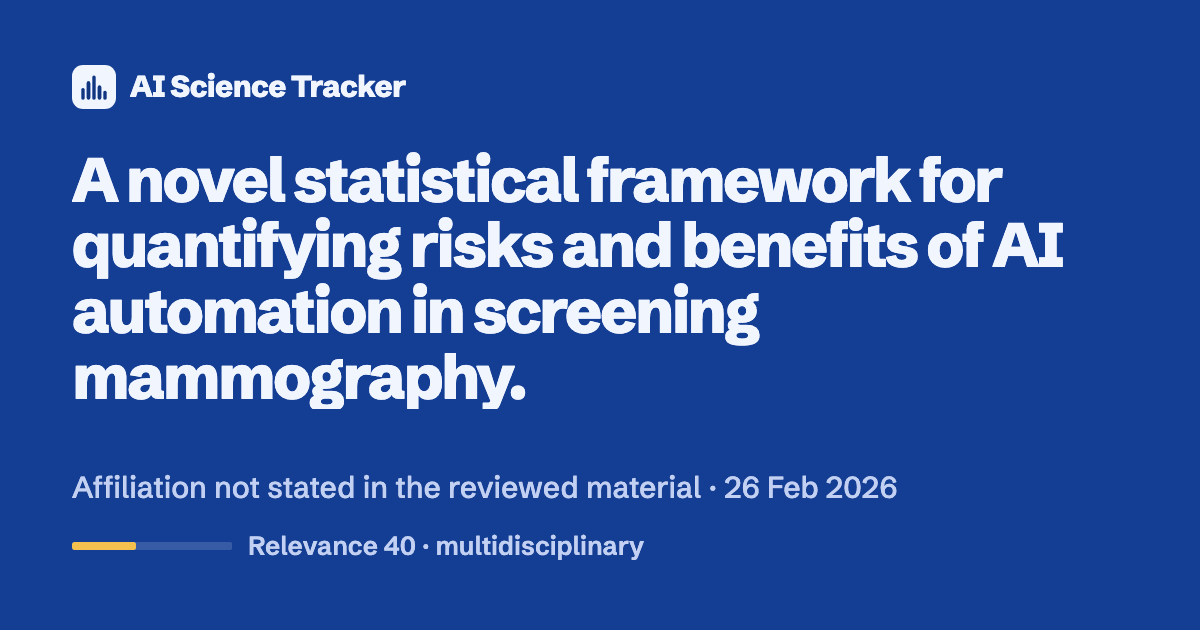 AI Science Tracker
A novel statistical framework for
quantifying risks and benefits of AI
automation in screening
mammography.
Affiliation not stated in the reviewed material · 26 Feb 2026
Relevance 40 · multidisciplinary